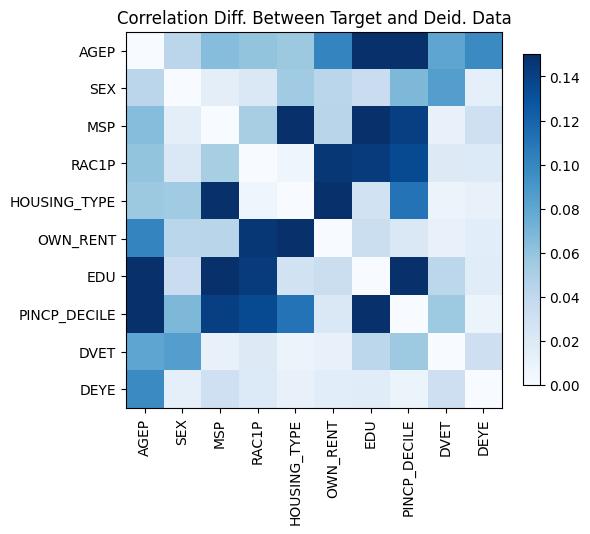 Correlation Diff. Between Target and Deid. Data
AGEP
SEX
MSP
RAC1P
HOUSING_TYPE
OWN_RENT
EDU
PINCP_DECILE
DVET
DEYE
0.14
0.12
0.10
0.08
0.06
0.04
0.02
0.00
AGEP
SEX
MSP
RAC1P
HOUSING_TYPE
OWN_RENT
EDU
PINCP_DECILE
DVET
DEYE